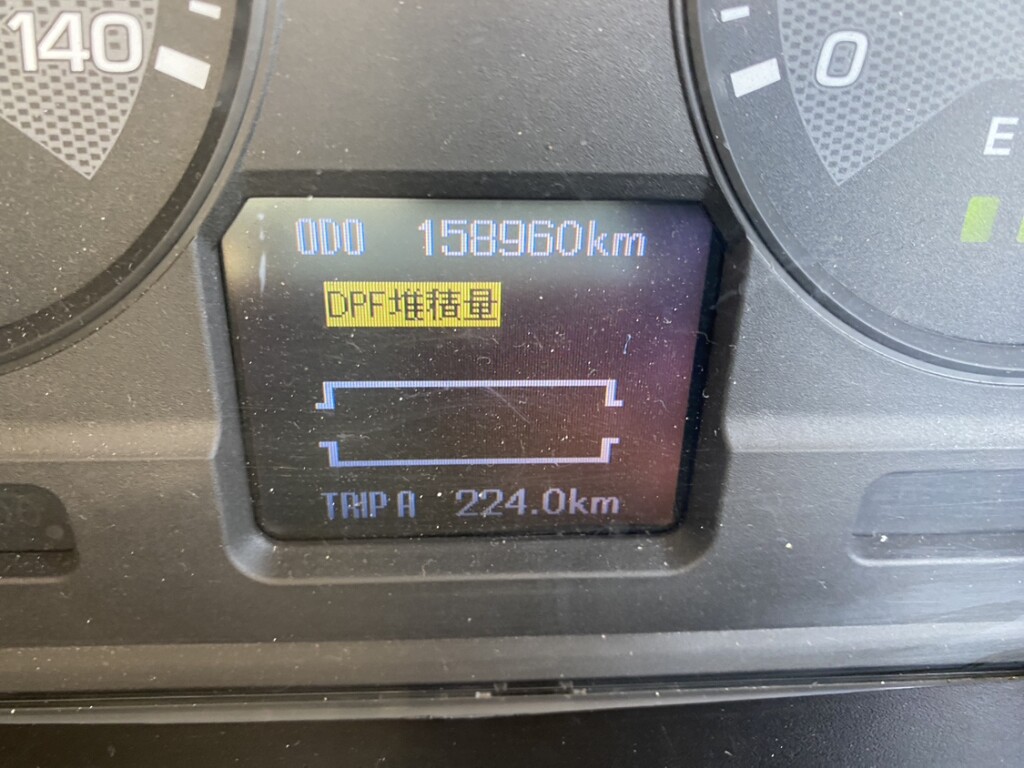 140
0
E
ODO 158960km
DPF堆積量
TRIP A 224.0km